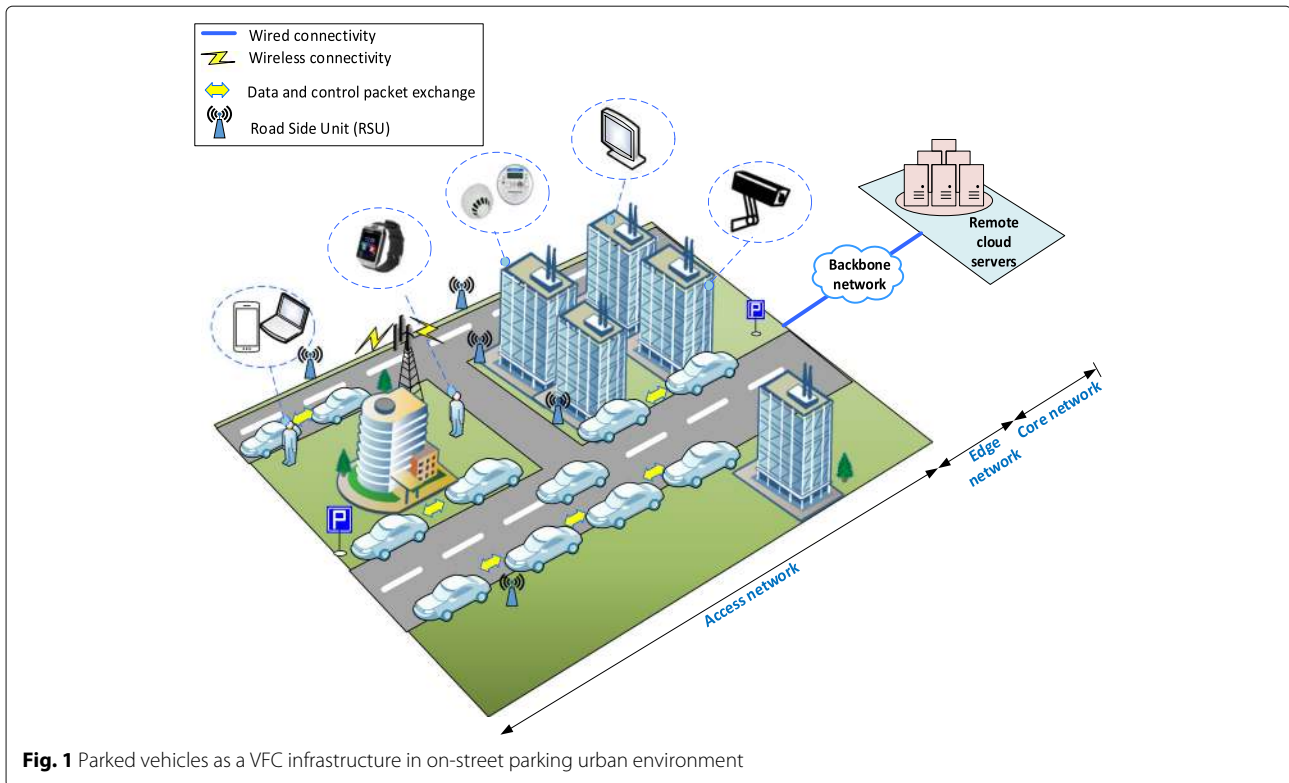 Wired connectivity
Wireless connectivity
Data and control packet exchange
Road Side Unit (RSU)
Remote
cloud
servers
Backbone
network
P
P
Core network
Edge
network
Access network
Fig. 1 Parked vehicles as a VFC infrastructure in on-street parking urban environment